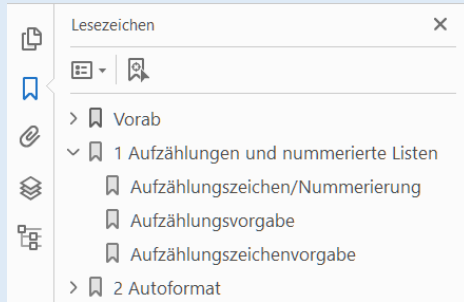 Lesezeichen
Vorab
1 Aufzählungen und nummerierte Listen
Aufzählungszeichen/Nummerierung
Aufzählungsvorgabe
Aufzählungszeichenvorgabe
2 Autoformat